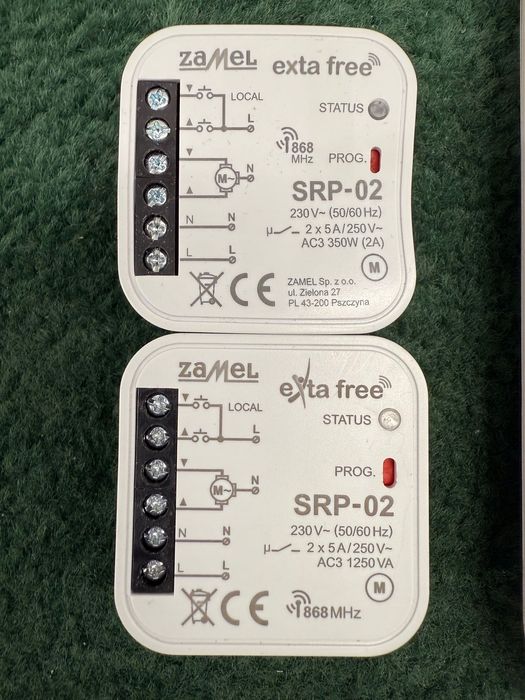 ZAMEL exta free
LOCAL
STATUS
L
868
MHz
PROG.
M~
N
SRP-02
230V~ (50/60Hz)
N N
μ 2 x 5A/250V~
AC3 350W (2A)
L L
M
CE
ZAMEL Sp. z o.o.
ul. Zielona 27
PL 43-200 Pszczyna
ZAMEL exta free
LOCAL
STATUS
L
PROG.
M~
N
SRP-02
230V~ (50/60Hz)
N N
μ 2 x 5A/250V~
AC3 1250VA
L L
M
CE
868MHz